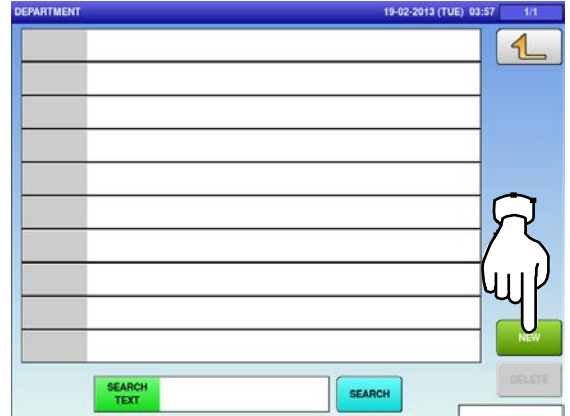 DEPARTMENT 19-02-2013 (TUE) 03:57 1/1
NEW
DELETE
SEARCH
TEXT
SEARCH